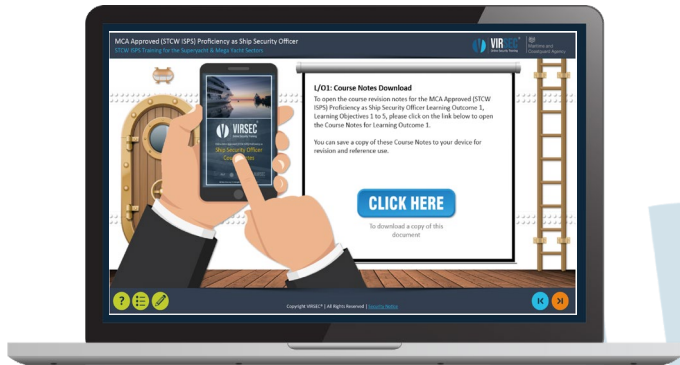 MCA Approved (STCW ISPS) Proficiency as Ship Security Officer
STCW ISPS Training for the Superyacht & Mega Yacht Sectors
VIRSEC
Maritime and
Coastguard Agency
L/O1: Course Notes Download
To open the course revision notes for the MCA Approved (STCW
ISPS) Proficiency as Ship Security Officer Learning Outcome 1,
Learning Objectives 1 to 5, please click on the link below to open
the Course Notes for Learning Outcome 1.
You can save a copy of these Course Notes to your device for
revision and reference use.
CLICK HERE
To download a copy of this
document
VIRSEC
Ship Security Officer
?
Copyright VIRSEC® | All Rights Reserved | Security Notice